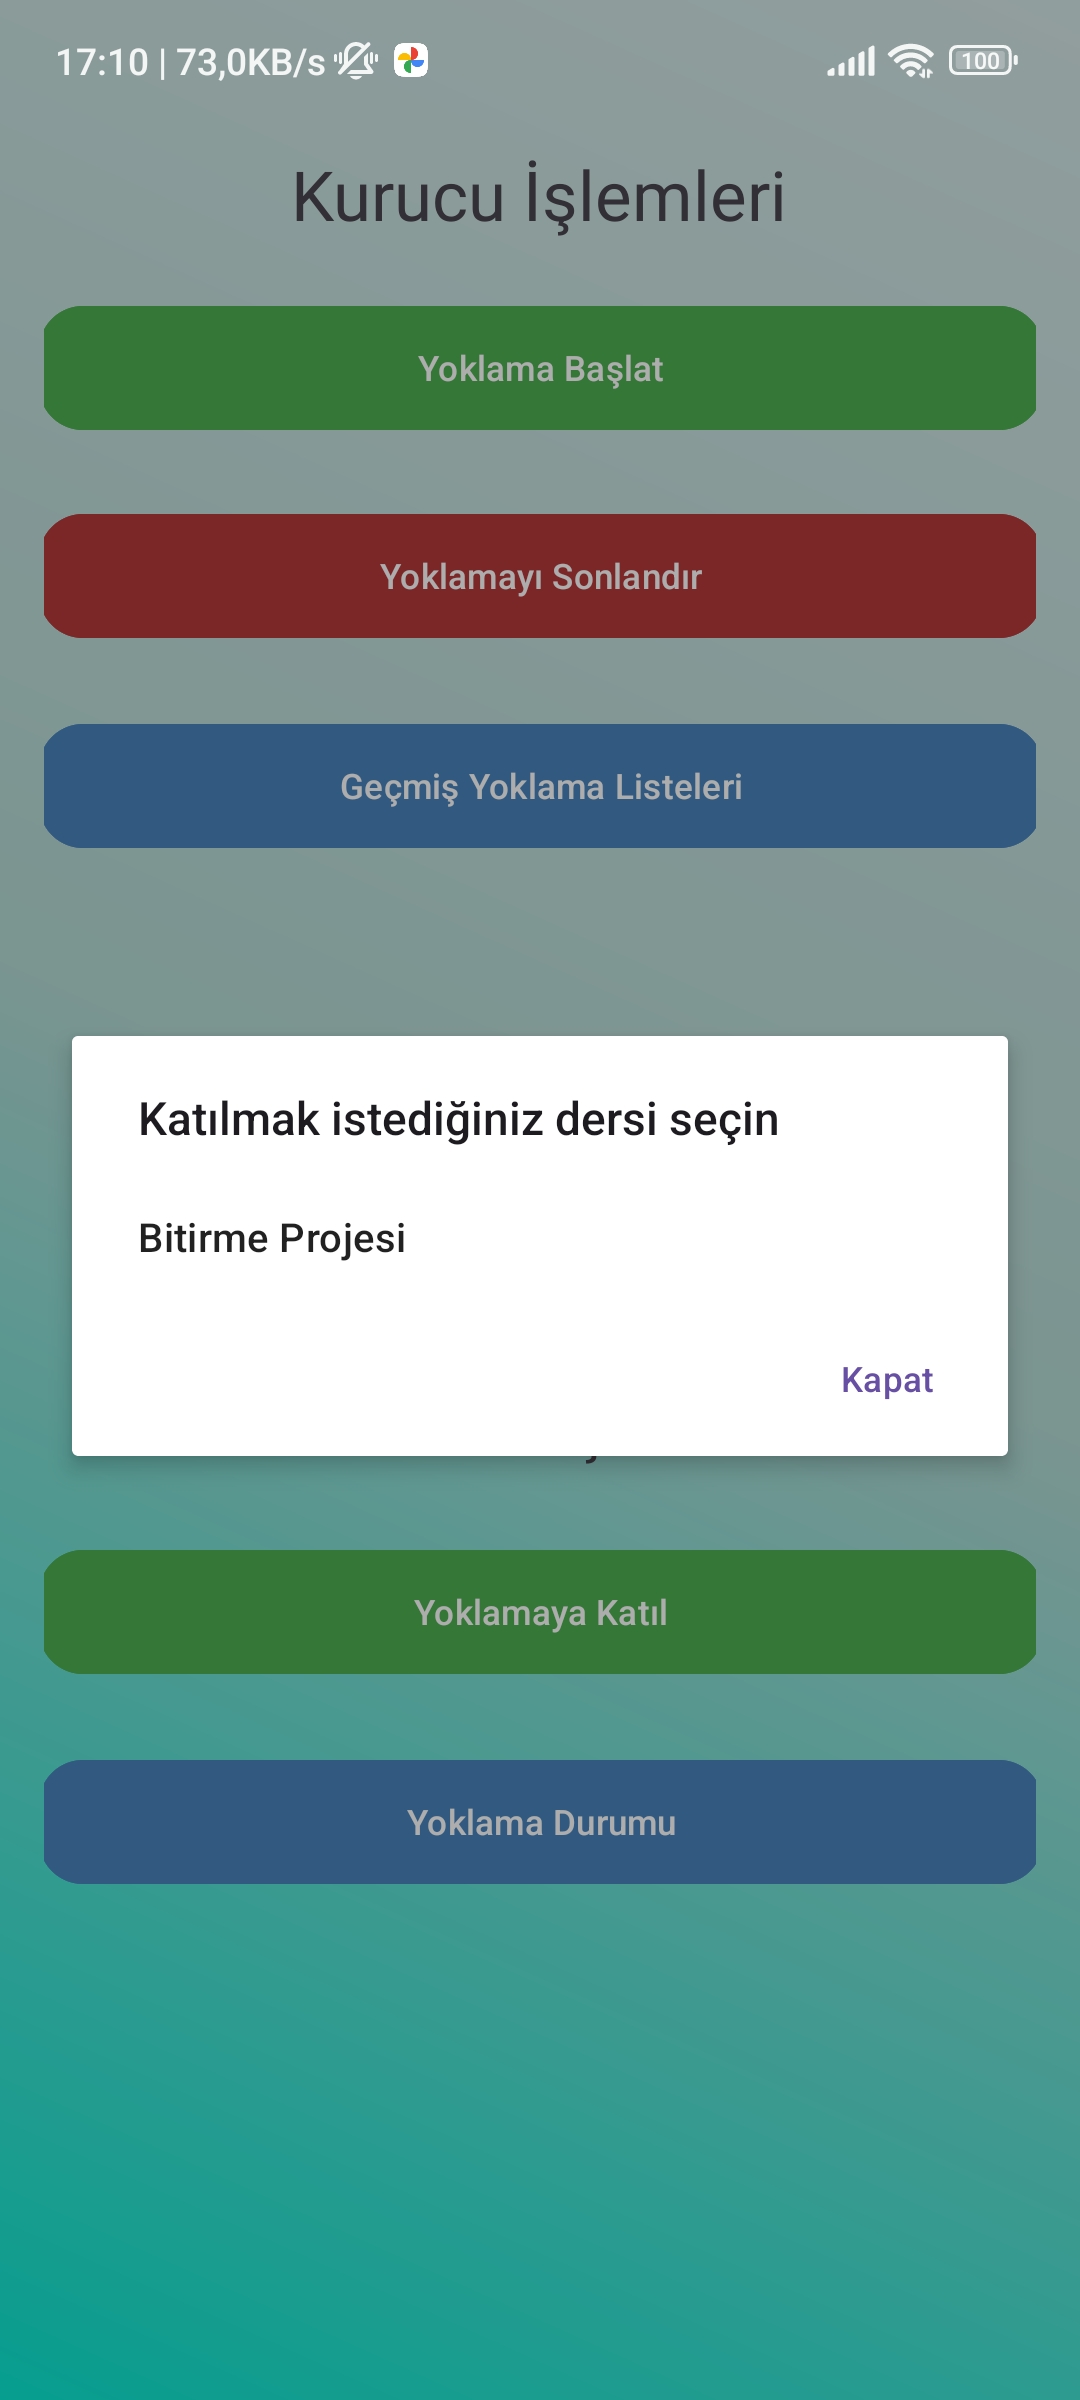 17:10 | 73,0KB/s
100
Kurucu İşlemleri
Yoklama Başlat
Yoklamayı Sonlandır
Geçmiş Yoklama Listeleri
Katılmak istediğiniz dersi seçin
Bitirme Projesi
Kapat
Yoklamaya Katıl
Yoklama Durumu